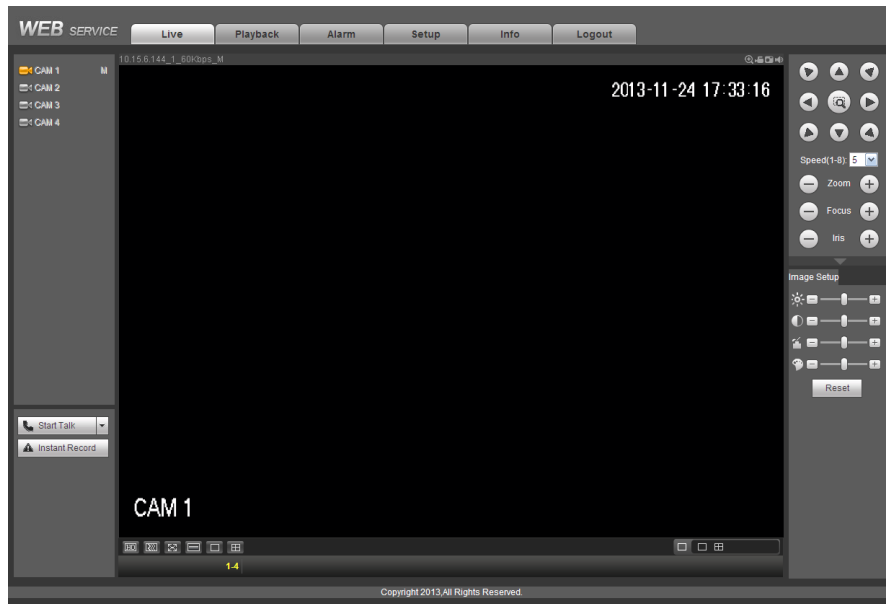 WEB SERVICE
Live
Playback
Alarm
Setup
Info
Logout
CAM 1 M
CAM 2
CAM 3
CAM 4
10.15.6.144_1_60Kbps_M
2013-11-24 17:33:16
CAM 1
Speed(1-8): 5
Zoom
Focus
Iris
Image Setup
Reset
Start Talk
Instant Record
1-4
Copyright 2013,All Rights Reserved.